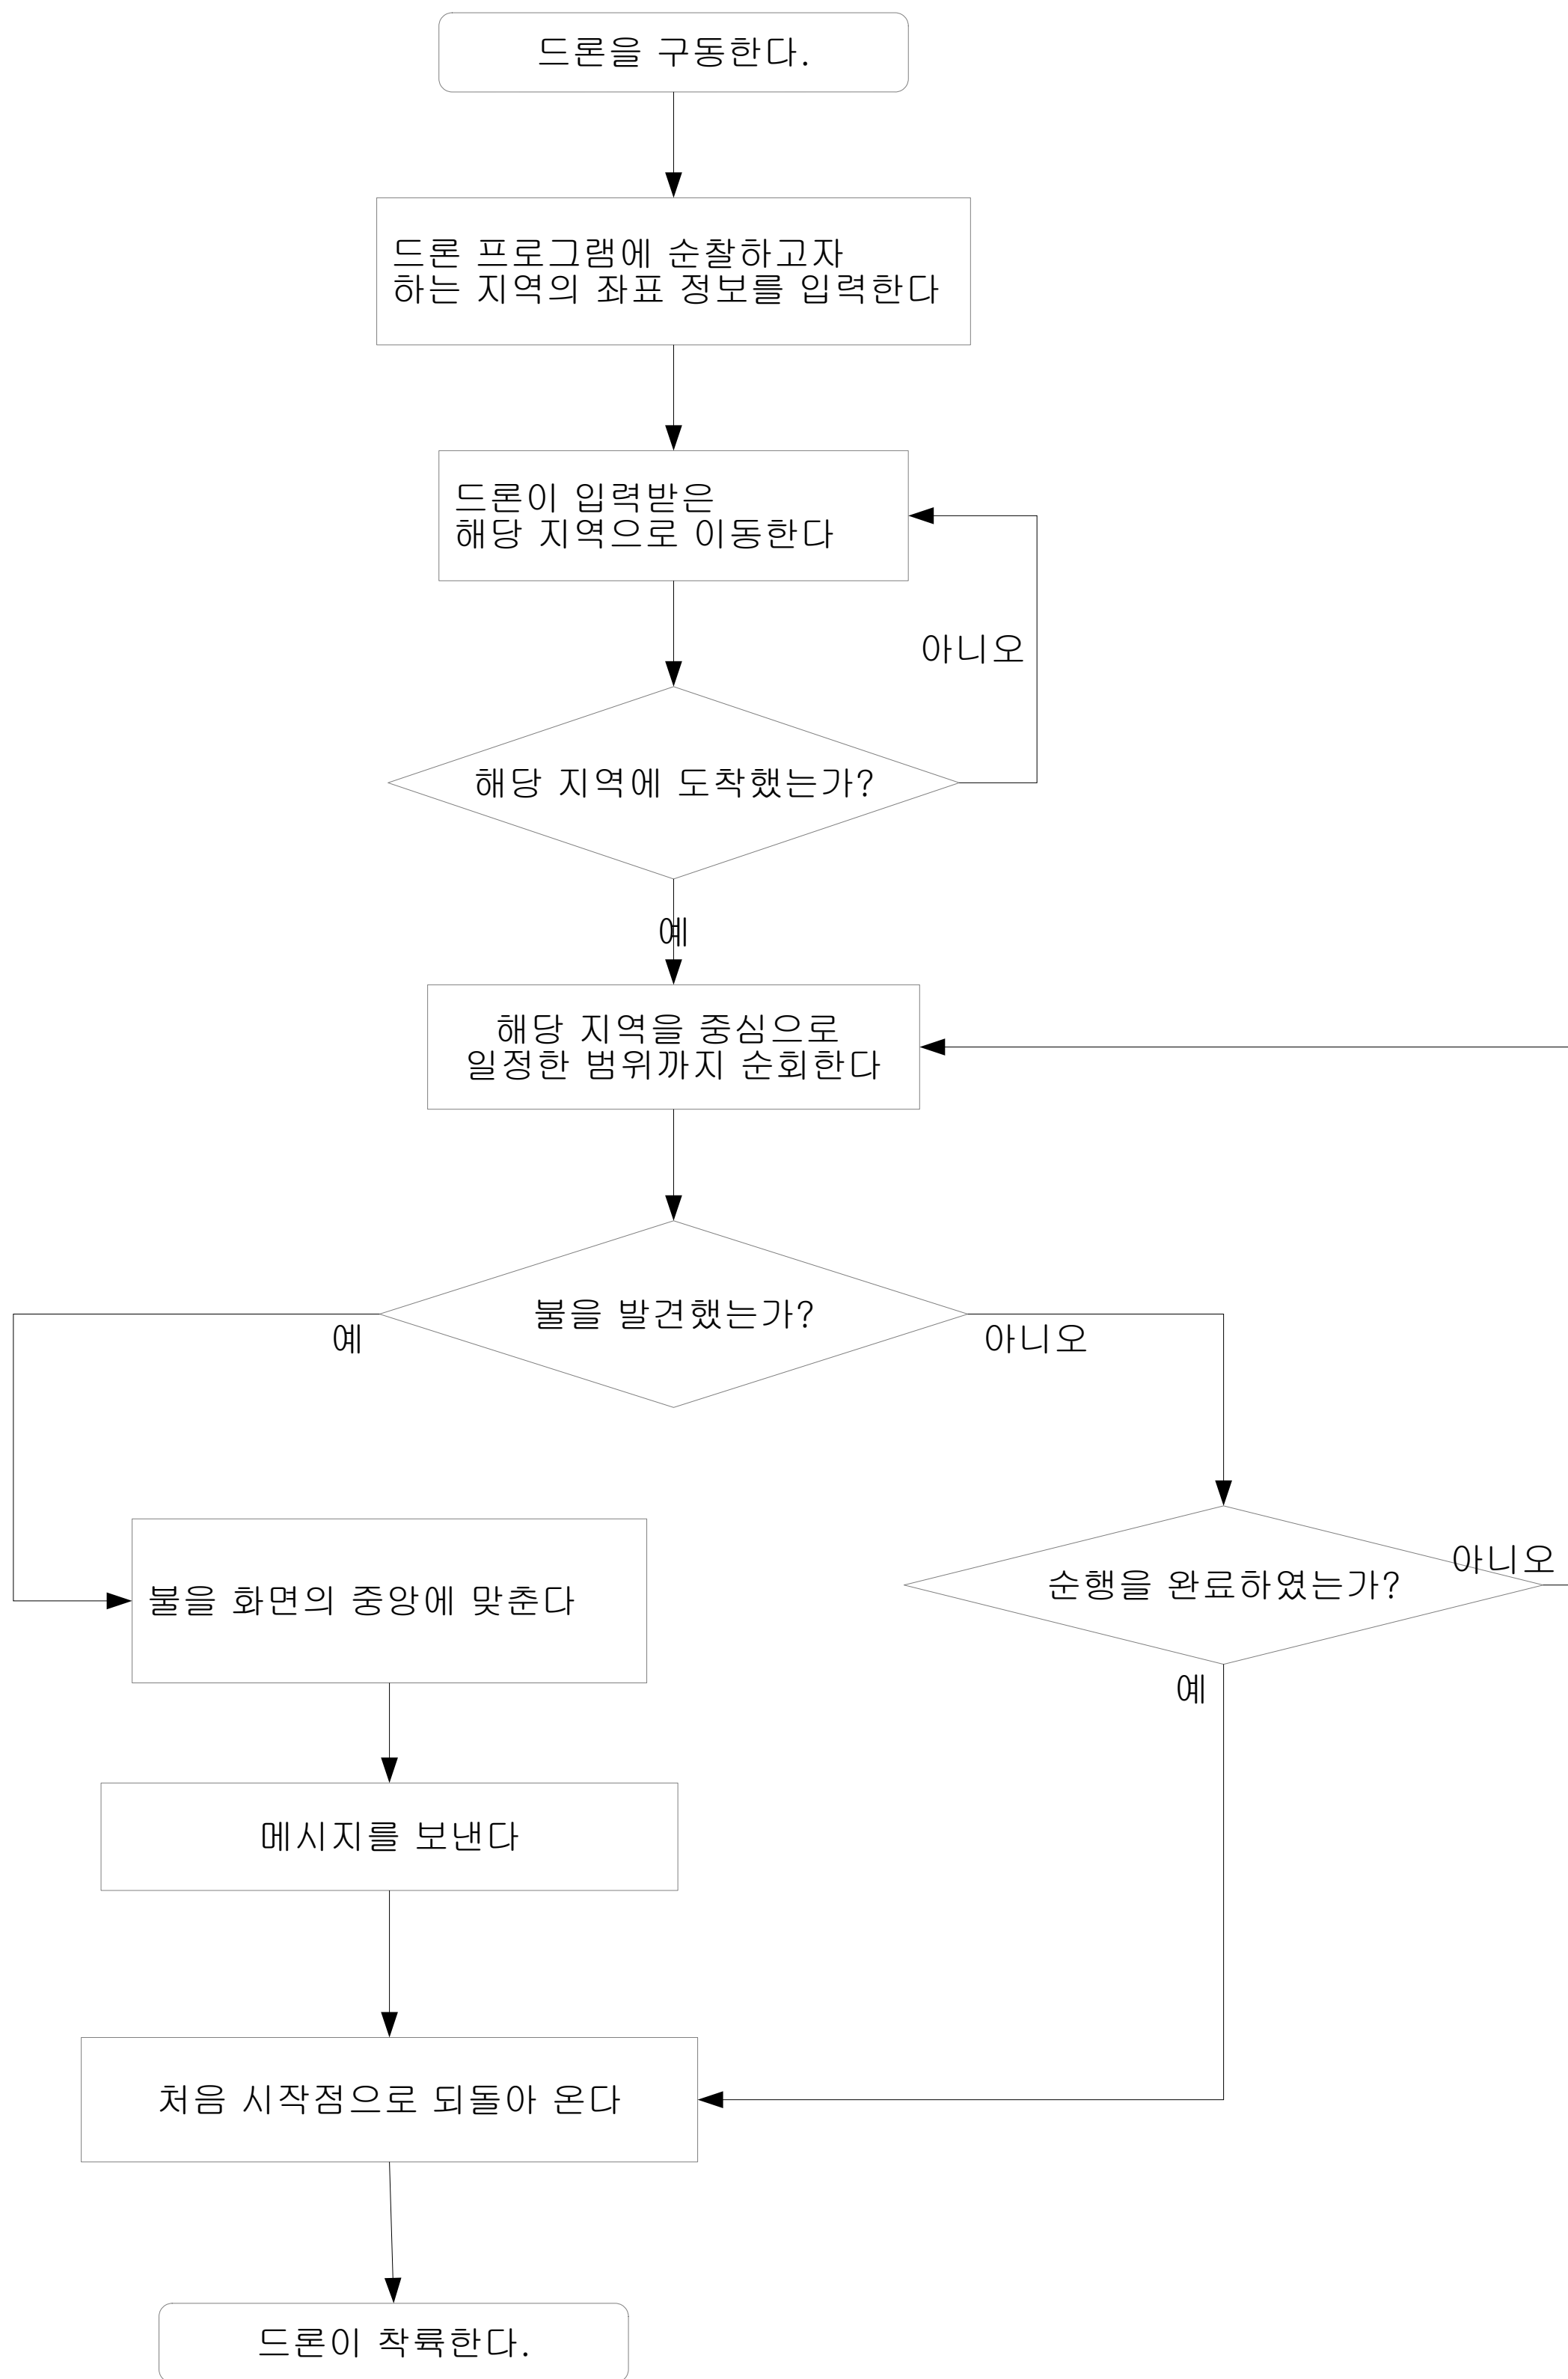 드론을 구동한다.
드론 프로그램에 순찰하고자
하는 지역의 좌표 정보를 입력한다
드론이 입력받은
해당 지역으로 이동한다
아니오
해당 지역에 도착했는가?
예
해당 지역을 중심으로
일정한 범위까지 순회한다
불을 발견했는가?
예
아니오
아니오
순행을 완료하였는가?
불을 화면의 중앙에 맞춘다
예
메시지를 보낸다
처음 시작점으로 되돌아 온다
드론이 착륙한다.